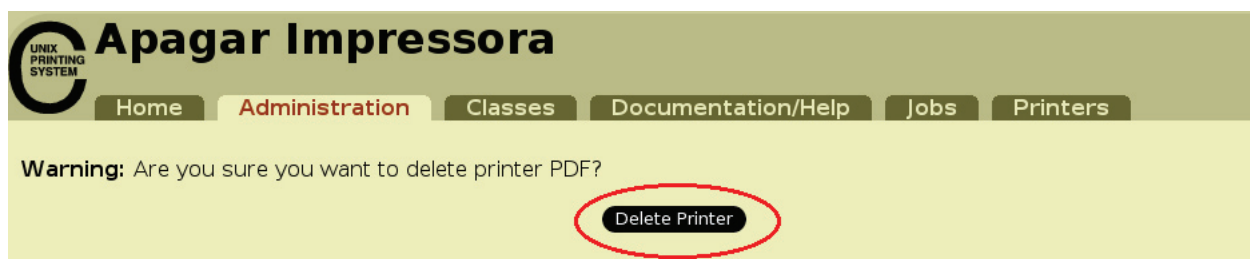 UNIX
PRINTING
SYSTEM
Apagar Impressora
Home Administration Classes Documentation/Help Jobs Printers
Warning: Are you sure you want to delete printer PDF?
Delete Printer